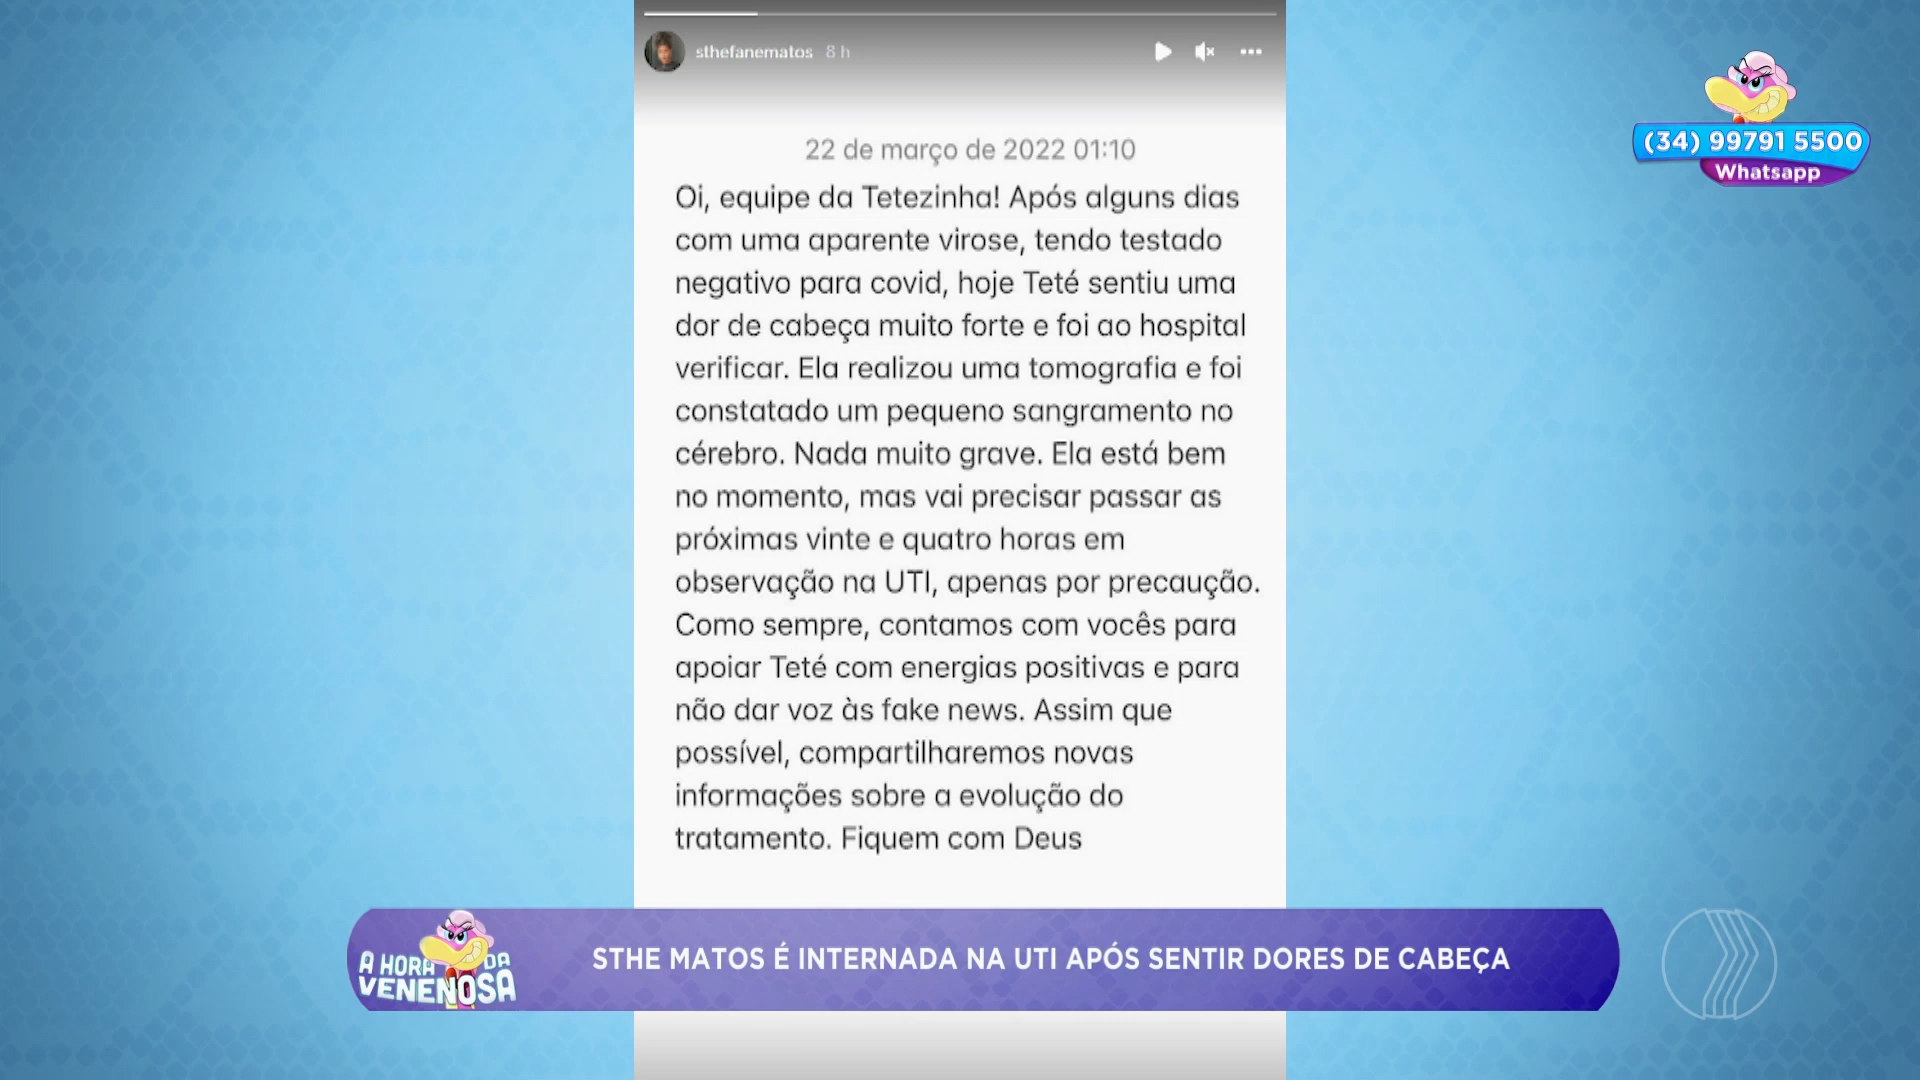 sthefanematos 8 h
(34) 99791 5500
Whatsapp
22 de março de 2022 01:10
Oi, equipe da Tetezinha! Após alguns dias
com uma aparente virose, tendo testado
negativo para covid, hoje Teté sentiu uma
dor de cabeça muito forte e foi ao hospital
verificar. Ela realizou uma tomografia e foi
constatado um pequeno sangramento no
cérebro. Nada muito grave. Ela está bem
no momento, mas vai precisar passar as
próximas vinte e quatro horas em
observação na UTI, apenas por precaução.
Como sempre, contamos com vocês para
apoiar Teté com energias positivas e para
não dar voz às fake news. Assim que
possível, compartilharemos novas
informações sobre a evolução do
tratamento. Fiquem com Deus
A HORA DA
VENENOSA
STHE MATOS É INTERNADA NA UTI APÓS SENTIR DORES DE CABEÇA